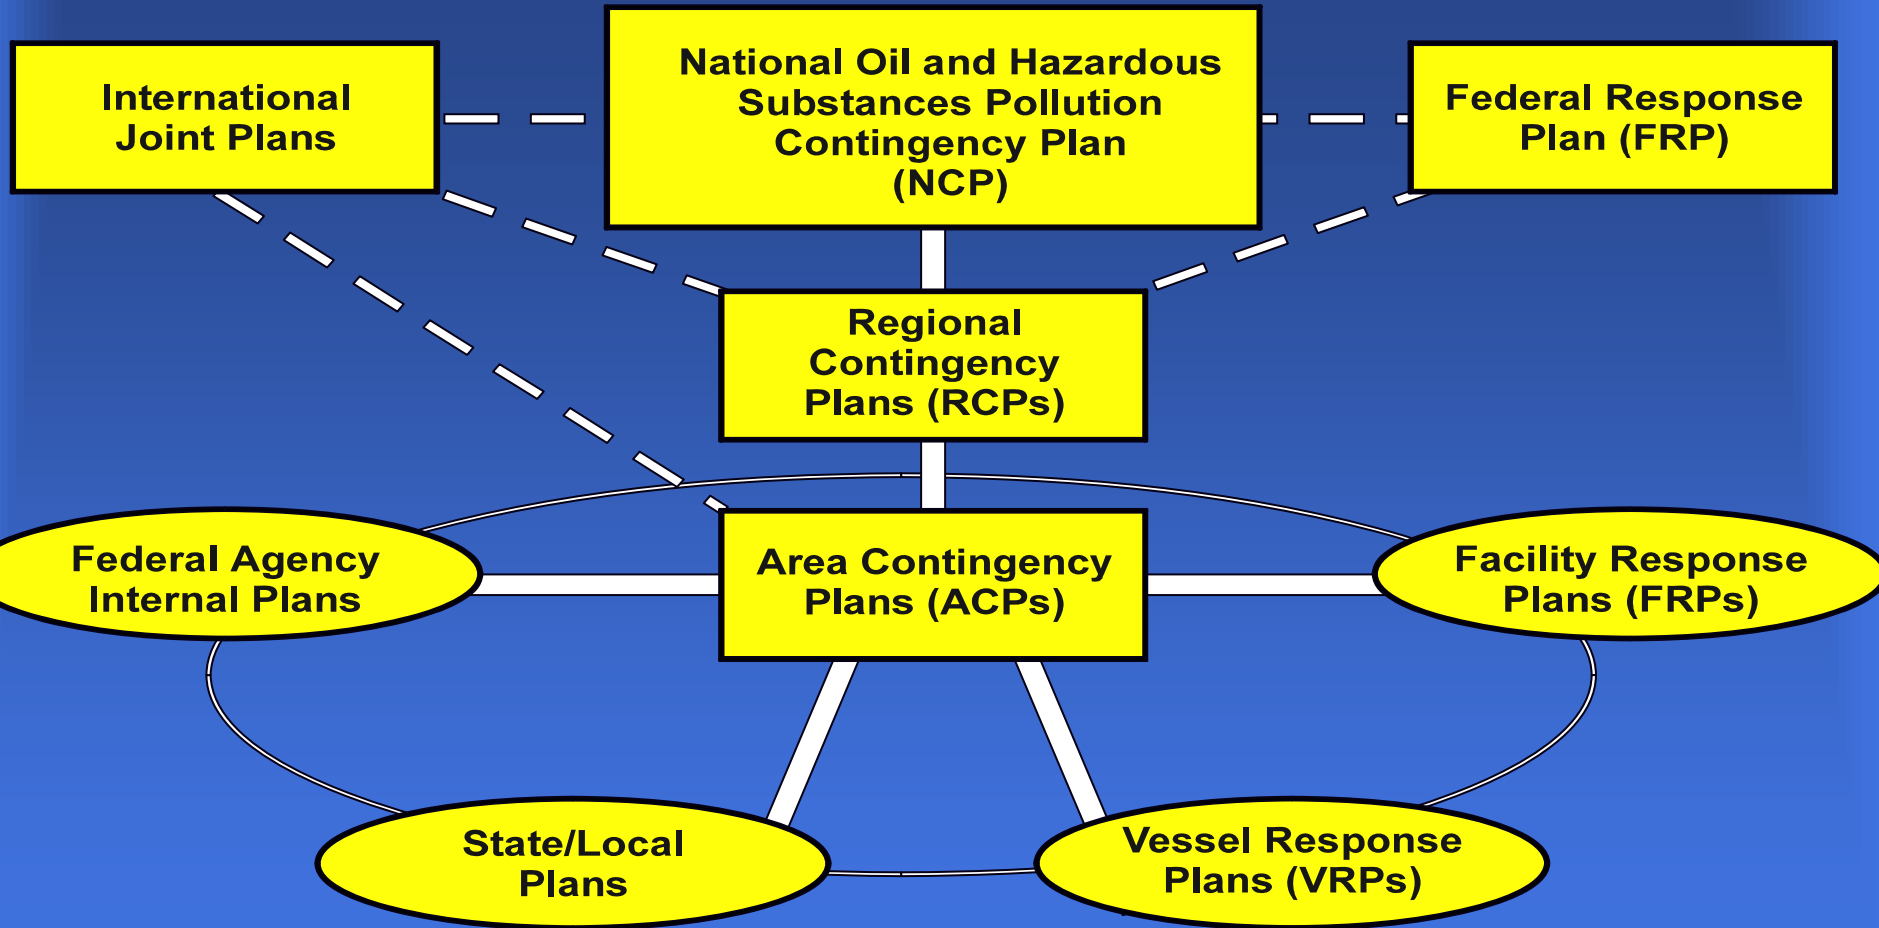 International
Joint Plans
National Oil and Hazardous
Substances Pollution
Contingency Plan
(NCP)
Federal Response
Plan (FRP)
Regional
Contingency
Plans (RCPs)
Federal Agency
Internal Plans
Area Contingency
Plans (ACPs)
Facility Response
Plans (FRPs)
State/Local
Plans
Vessel Response
Plans (VRPs)